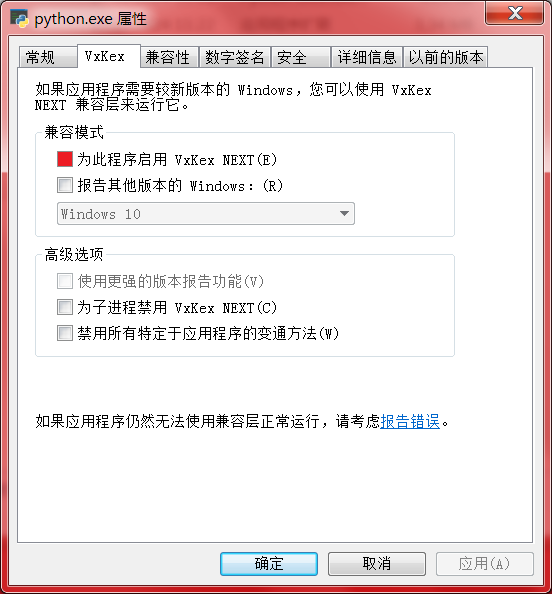 python.exe 属性
常规
VxKex
兼容性
数字签名
安全
详细信息
以前的版本
如果应用程序需要较新版本的 Windows，您可以使用 VxKex
NEXT 兼容层来运行它。
兼容模式
为此程序启用 VxKex NEXT(E)
报告其他版本的 Windows：(R)
Windows 10
高级选项
使用更强的版本报告功能(V)
为子进程禁用 VxKex NEXT(C)
禁用所有特定于应用程序的变通方法(W)
如果应用程序仍然无法使用兼容层正常运行，请考虑报告错误。
确定
取消
应用(A)